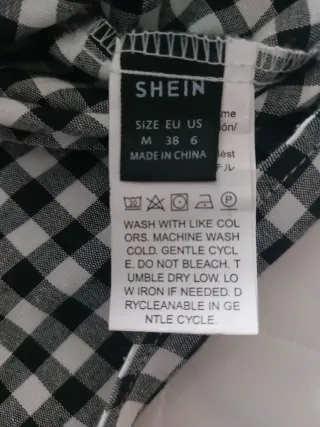 SHEIN
SIZE EU US
M 38 6
MADE IN CHINA
WASH WITH LIKE COL
ORS. MACHINE WASH
COLD. GENTLE CYCL
E. DO NOT BLEACH. T
UMBLE DRY LOW. LO
W IRON IF NEEDED. D
RYCLEANABLE IN GE
NTLE CYCLE.